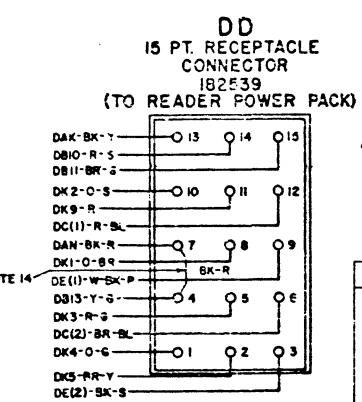 DD
15 PT. RECEPTACLE
CONNECTOR
182539
(TO READER POWER PACK)
DAK-BK-Y 13 14 15
DB10-R-S
DB11-BR-G
DK2-O-S 10 11 12
DK9-R
DC(1)-R-BL
DAN-BK-R 7 8 9
DK1-O-BR
BK-R
TE 14
DE(1)-W-BK-P
DB13-Y-G 4 5 6
DK3-R-G
DC(2)-BR-BL
DK4-O-G 1 2 3
DK5-BR-Y
DE(2)-BK-S